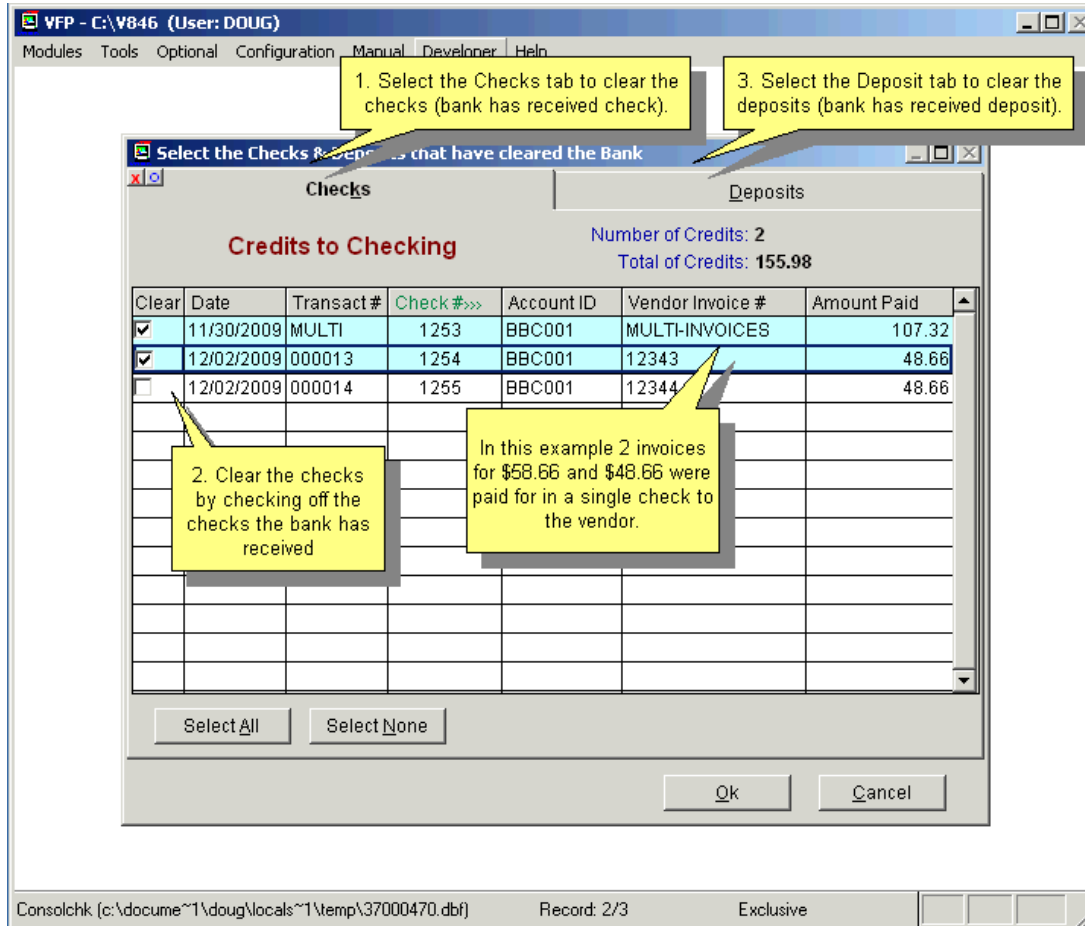 VFP - C:\V846 (User: DOUG)
Modules Tools Optional Configuration Manual Developer Help
1. Select the Checks tab to clear the
checks (bank has received check).
3. Select the Deposit tab to clear the
deposits (bank has received deposit).
Select the Checks & Deposits that have cleared the Bank
Checks
Deposits
Credits to Checking
Number of Credits: 2
Total of Credits: 155.98
Clear Date Transact # Check #>>> Account ID Vendor Invoice # Amount Paid
11/30/2009 MULTI 1253 BBC001 MULTI-INVOICES 107.32
12/02/2009 000013 1254 BBC001 12343 48.66
12/02/2009 000014 1255 BBC001 12344 48.66
2. Clear the checks
by checking off the
checks the bank has
received
In this example 2 invoices
for $58.66 and $48.66 were
paid for in a single check to
the vendor.
Select All Select None
Ok Cancel
Consolchk (c:\docume~1\doug\locals~1\temp\37000470.dbf) Record: 2/3 Exclusive